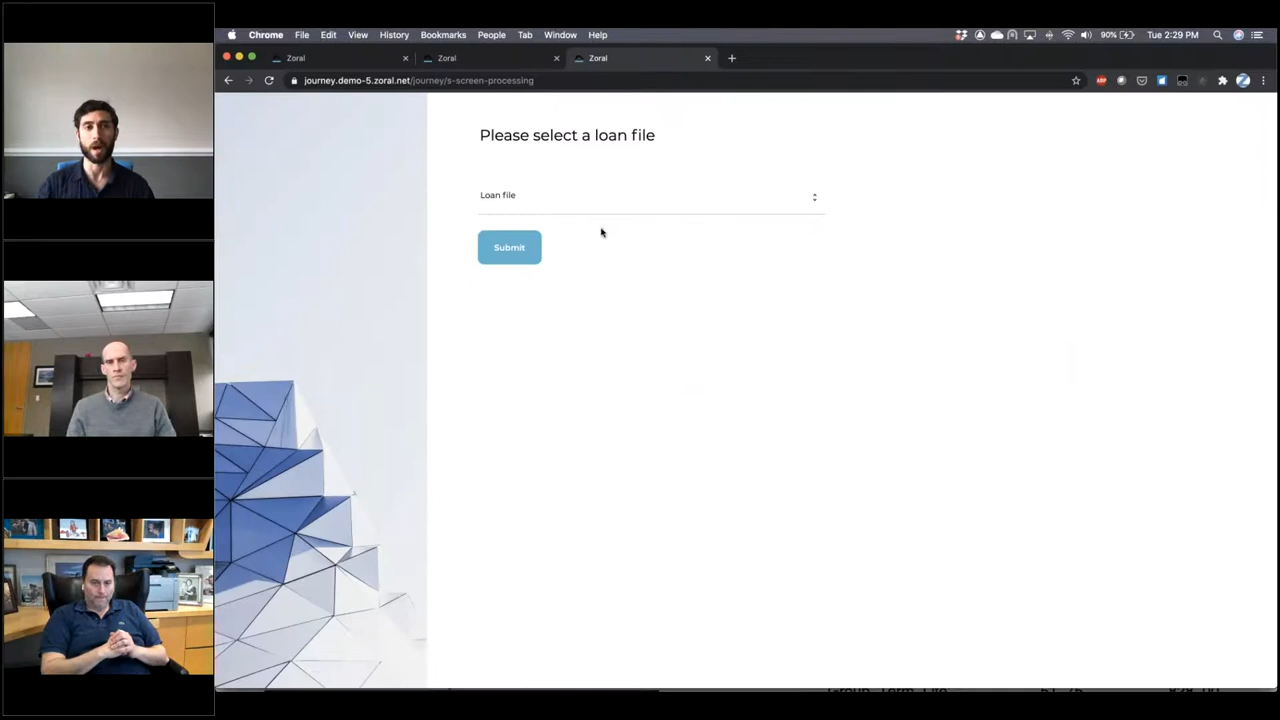 Chrome File Edit View History Bookmarks People Tab Window Help 90% Tue 2:29 PM
Zoral Zoral Zoral
journey.demo-5.zoral.net/journey/s-screen-processing
Please select a loan file
Loan file
Submit